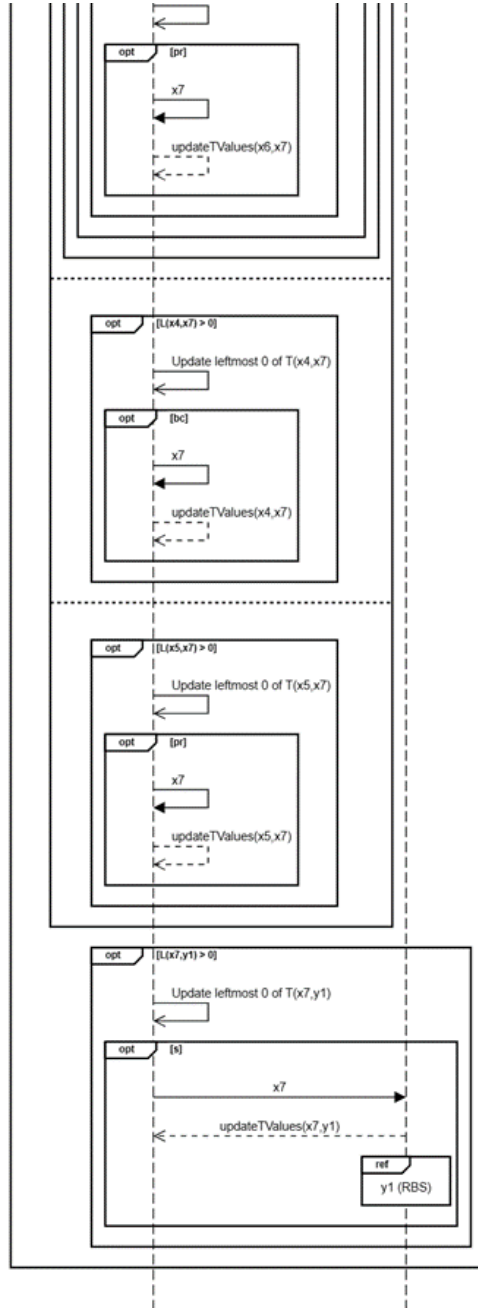 opt [pr]
x7
updateTValues(x6,x7)
opt [L(x4,x7) > 0]
Update leftmost 0 of T(x4,x7)
opt [bc]
x7
updateTValues(x4,x7)
opt [L(x5,x7) > 0]
Update leftmost 0 of T(x5,x7)
opt [pr]
x7
updateTValues(x5,x7)
opt [L(x7,y1) > 0]
Update leftmost 0 of T(x7,y1)
opt [s]
x7
updateTValues(x7,y1)
ref
y1 (RBS)